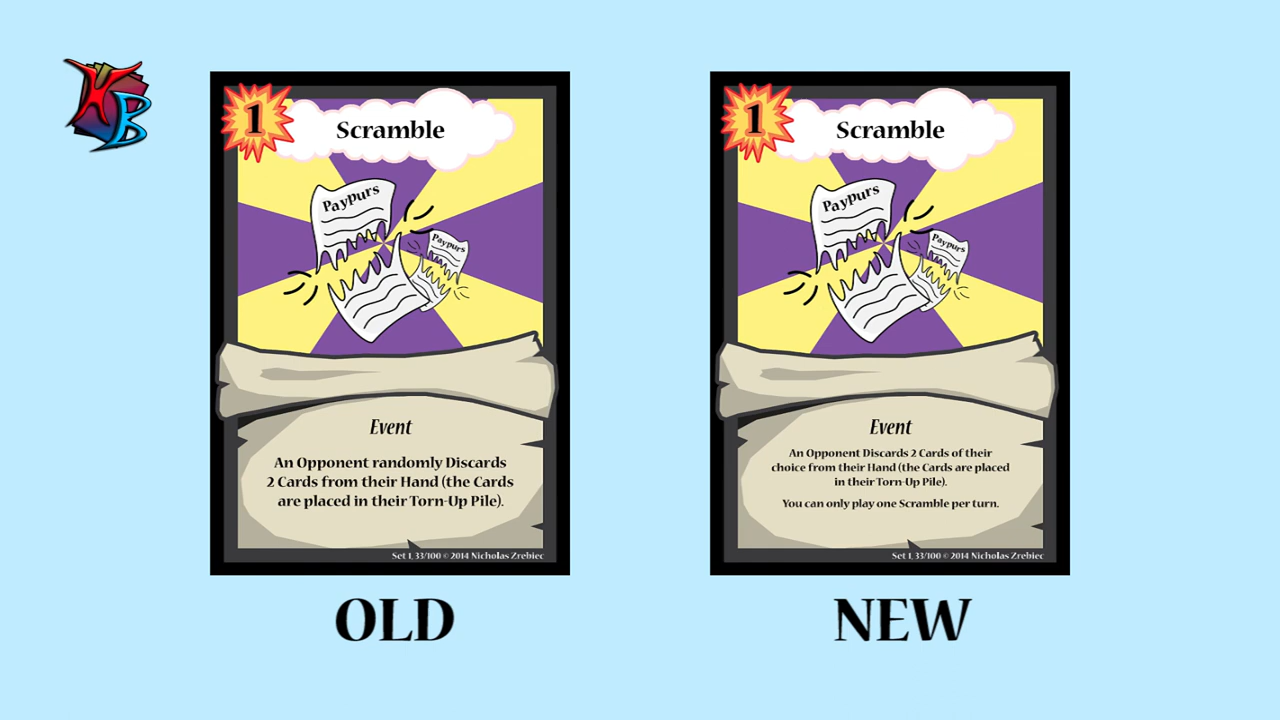 KB
1
Scramble
Paypurs
Paypurs
Event
An Opponent randomly Discards
2 Cards from their Hand (the Cards
are placed in their Torn-Up Pile).
Set 1, 33/100 © 2014 Nicholas Zrebiec
OLD
1
Scramble
Paypurs
Paypurs
Event
An Opponent Discards 2 Cards of their
choice from their Hand (the Cards are placed
in their Torn-Up Pile).
You can only play one Scramble per turn.
Set 1, 33/100 © 2014 Nicholas Zrebiec
NEW